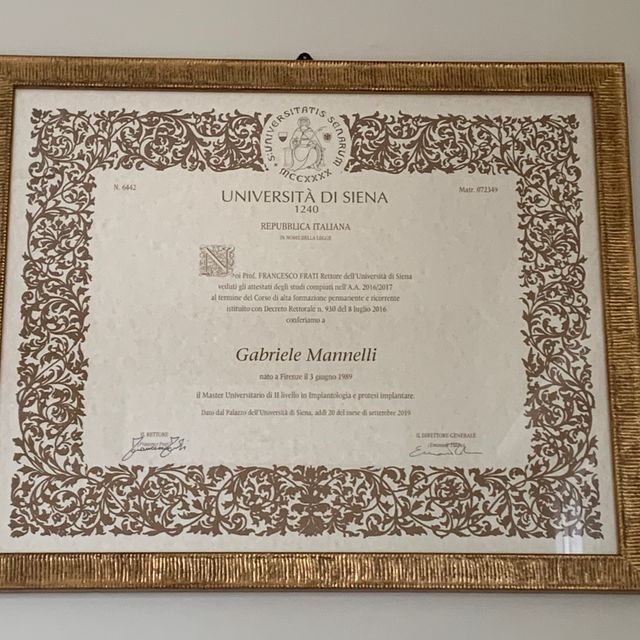 S. UNIVERSITATIS SENARUM
MCCXXXX
N. 6442
Matr. 072349
UNIVERSITÀ DI SIENA
1240
REPUBBLICA ITALIANA
IN NOME DELLA LEGGE
Noi Prof. FRANCESCO FRATI Rettore dell'Università di Siena
veduti gli attestati degli studi compiuti nell'A.A. 2016/2017
al termine del Corso di alta formazione permanente e ricorrente
istituito con Decreto Rettorale n. 930 del 8 luglio 2016
conferiamo a
Gabriele Mannelli
nato a Firenze il 3 giugno 1989
il Master Universitario di II livello in Implantologia e protesi implantare.
Dato dal Palazzo dell'Università di Siena, addì 20 del mese di settembre 2019
IL RETTORE
IL DIRETTORE GENERALE